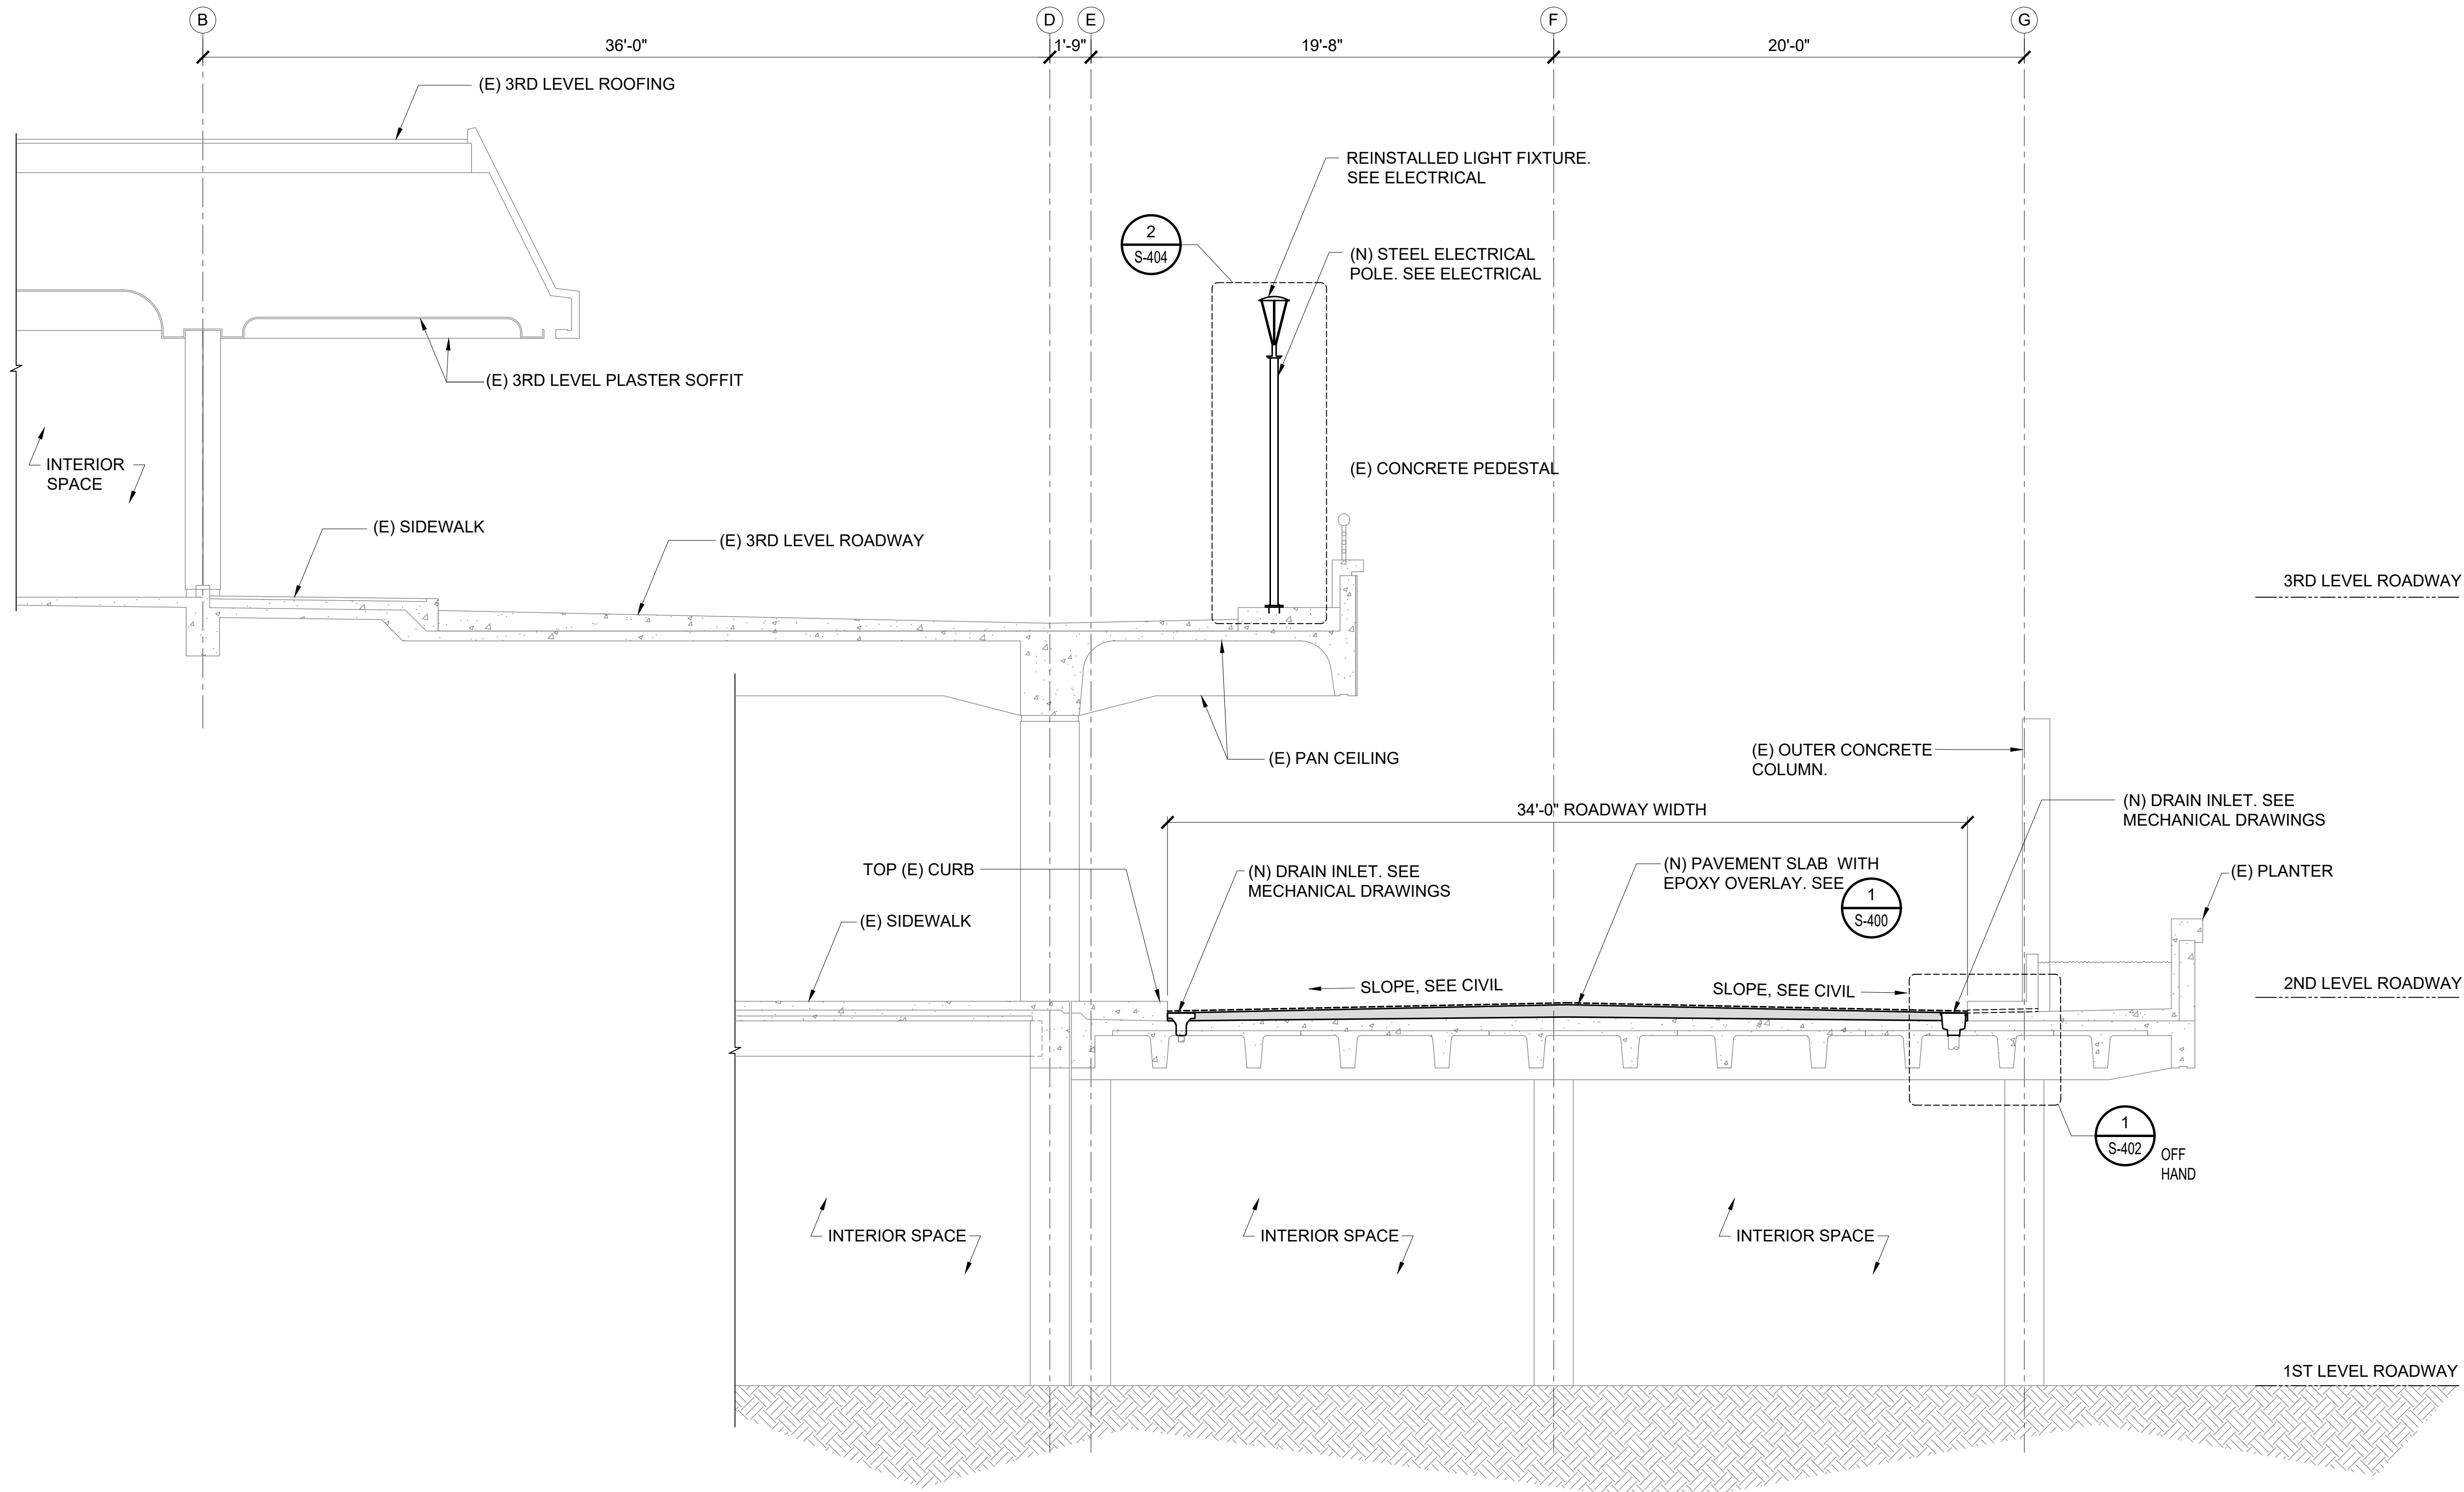 B
D
E
F
G
36'-0"
1'-9"
19'-8"
20'-0"
(E) 3RD LEVEL ROOFING
REINSTALLED LIGHT FIXTURE.
SEE ELECTRICAL
2
S-404
(N) STEEL ELECTRICAL
POLE. SEE ELECTRICAL
(E) 3RD LEVEL PLASTER SOFFIT
INTERIOR
SPACE
(E) CONCRETE PEDESTAL
(E) SIDEWALK
(E) 3RD LEVEL ROADWAY
3RD LEVEL ROADWAY
(E) PAN CEILING
(E) OUTER CONCRETE
COLUMN.
34'-0" ROADWAY WIDTH
(N) DRAIN INLET. SEE
MECHANICAL DRAWINGS
TOP (E) CURB
(N) DRAIN INLET. SEE
MECHANICAL DRAWINGS
(N) PAVEMENT SLAB WITH
EPOXY OVERLAY. SEE
1
S-400
(E) PLANTER
(E) SIDEWALK
SLOPE, SEE CIVIL
SLOPE, SEE CIVIL
2ND LEVEL ROADWAY
1
S-402
OFF
HAND
INTERIOR SPACE
INTERIOR SPACE
INTERIOR SPACE
1ST LEVEL ROADWAY